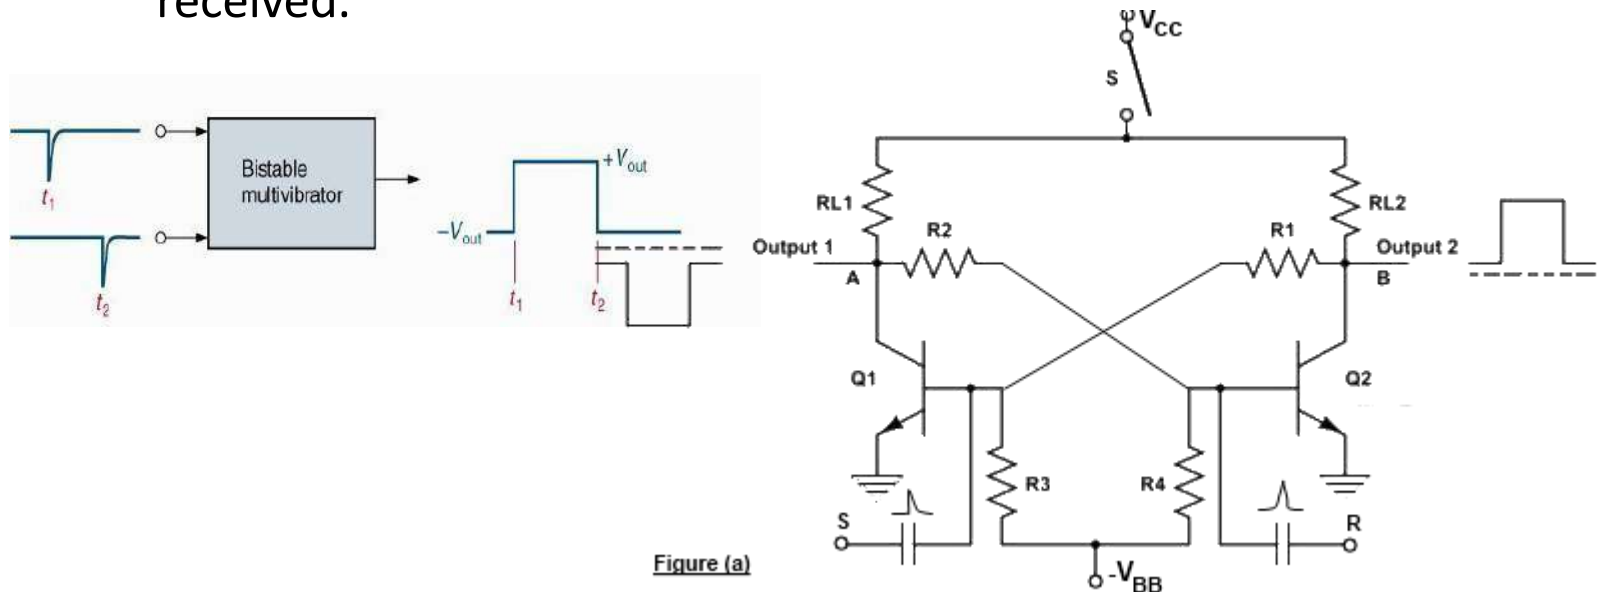 received.
Bistable
multivibrator
t1
t2
+Vout
−Vout
t1
t2
VCC
S
RL1
RL2
R2
R1
Output 1
Output 2
A
B
Q1
Q2
R3
R4
S
R
Figure (a)
-VBB